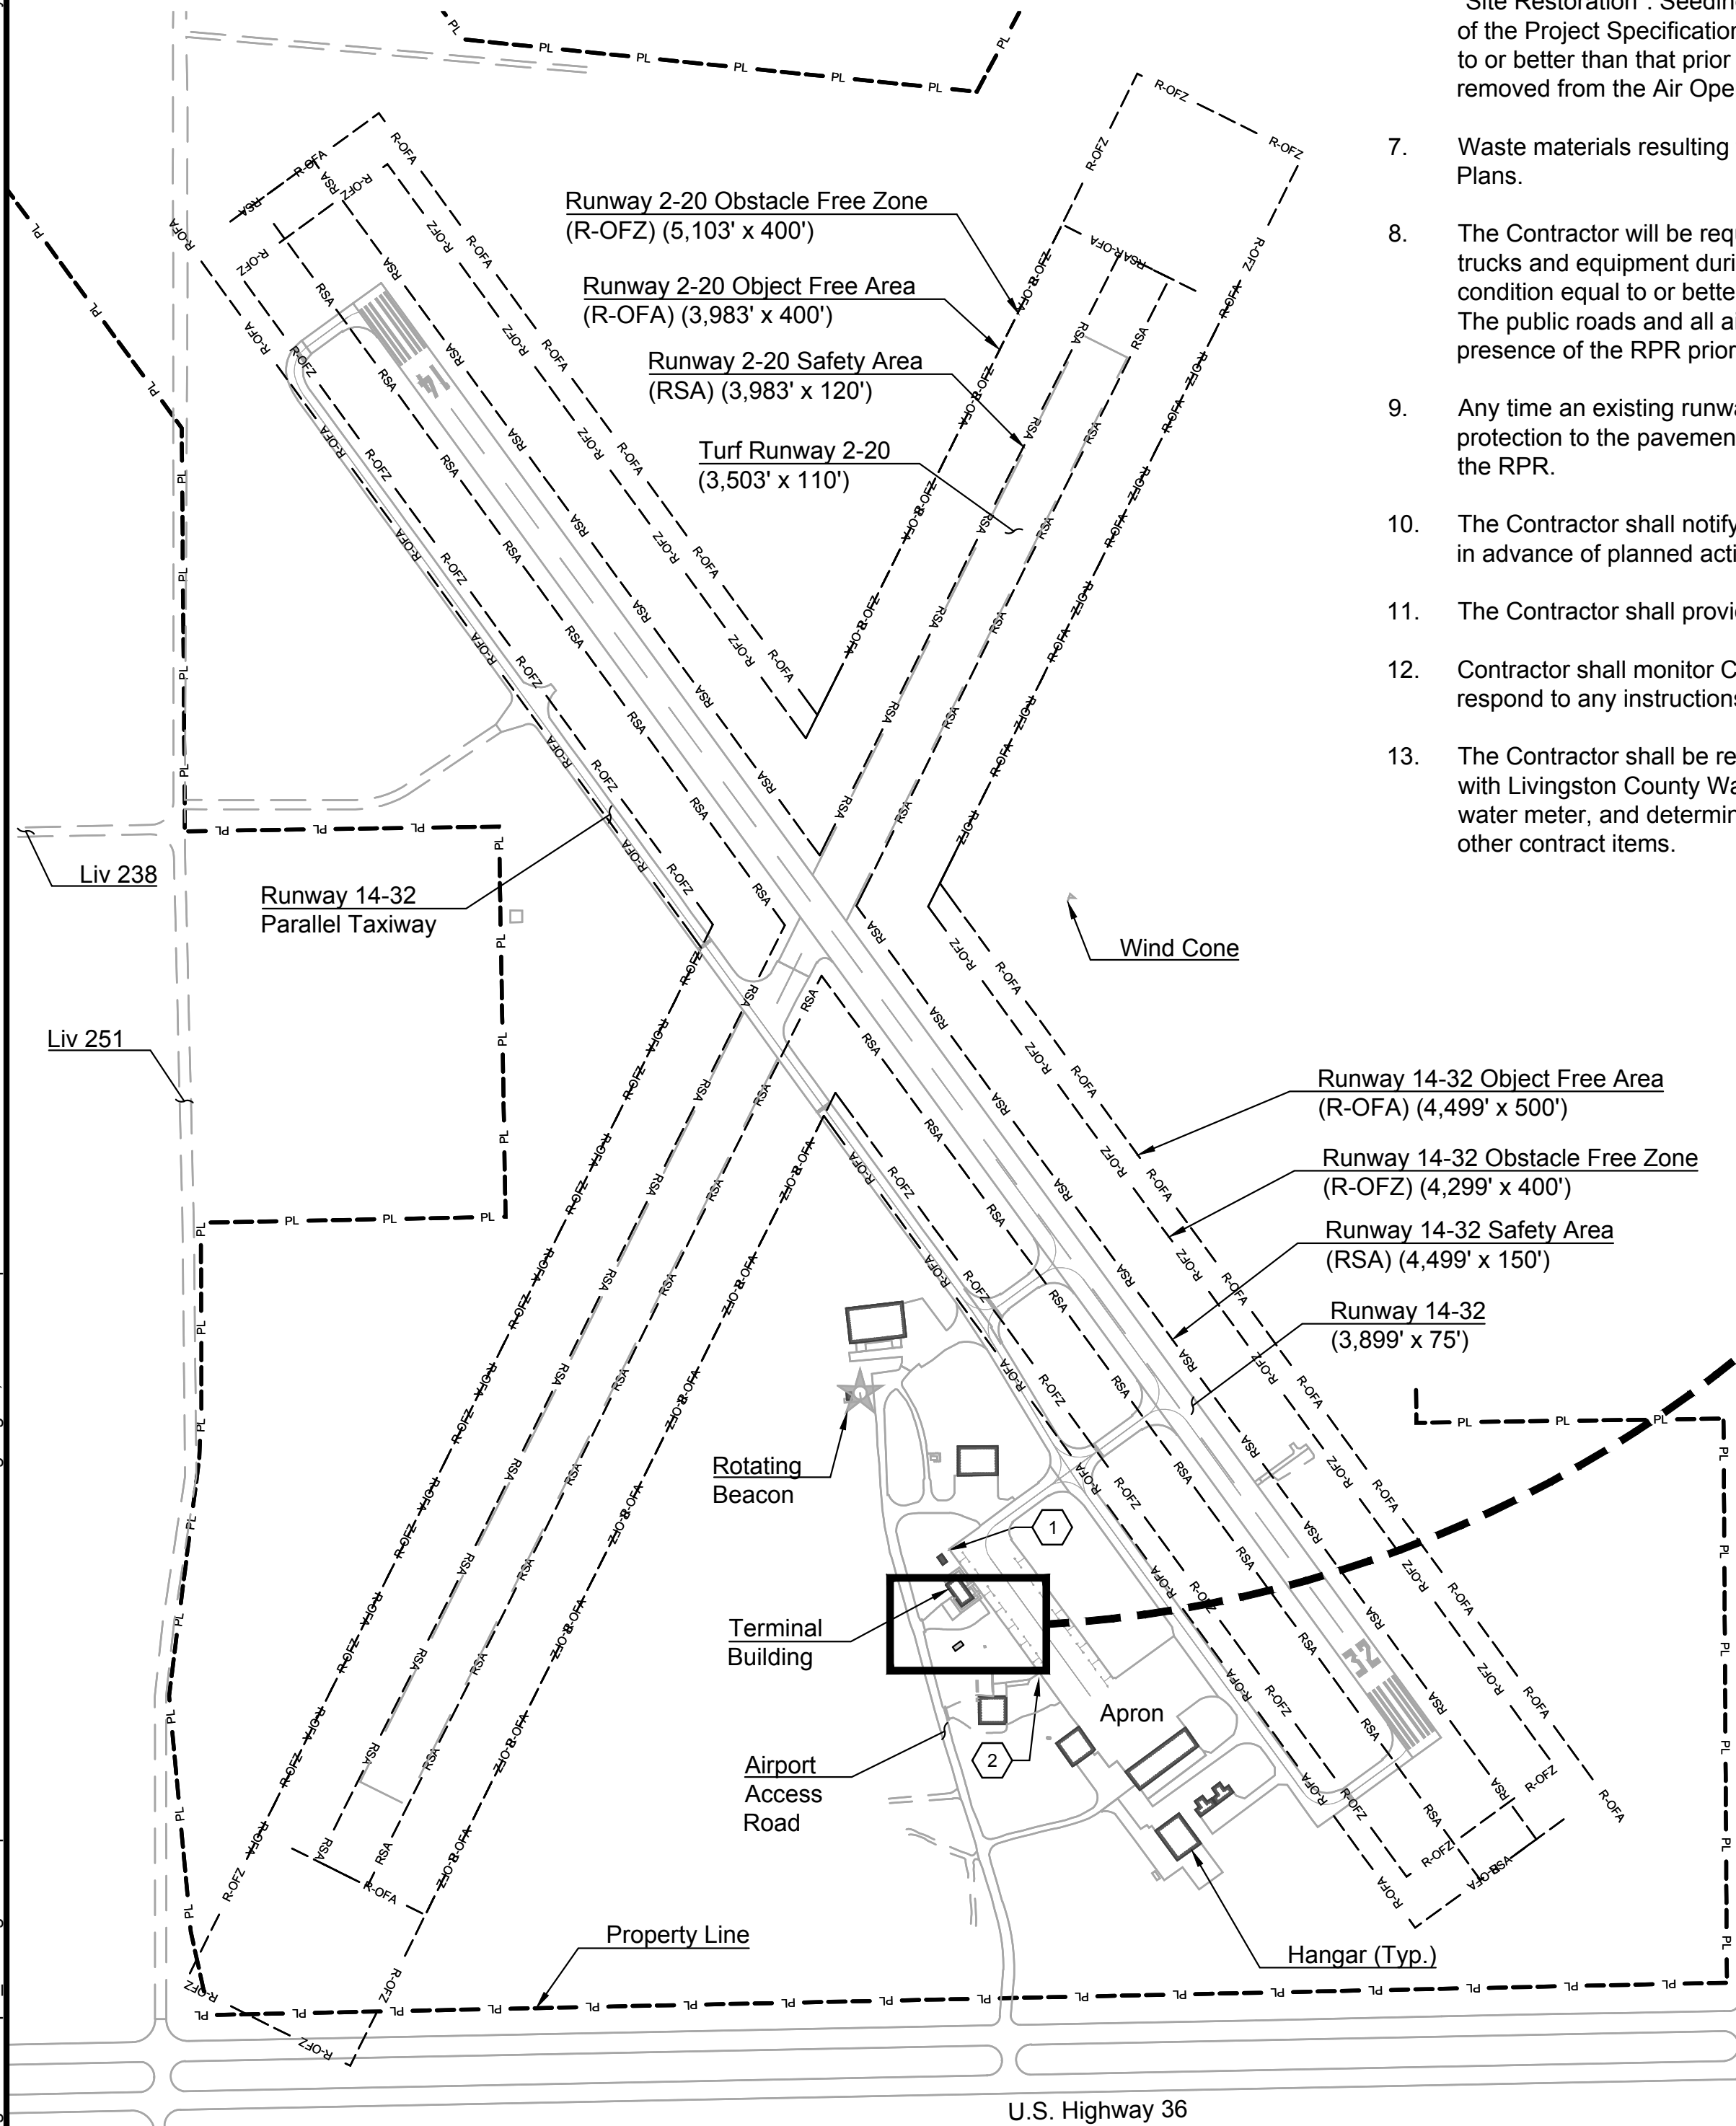 "Site Restoration". Seeding
of the Project Specification
to or better than that prior
removed from the Air Ope
7. Waste materials resulting
Plans.
8. The Contractor will be req
trucks and equipment duri
condition equal to or bette
The public roads and all ai
presence of the RPR prior
9. Any time an existing runwa
protection to the pavemen
the RPR.
10. The Contractor shall notify
in advance of planned acti
11. The Contractor shall provi
12. Contractor shall monitor C
respond to any instructions
13. The Contractor shall be re
with Livingston County Wa
water meter, and determin
other contract items.
Runway 2-20 Obstacle Free Zone
(R-OFZ) (5,103' x 400')
Runway 2-20 Object Free Area
(R-OFA) (3,983' x 400')
Runway 2-20 Safety Area
(RSA) (3,983' x 120')
Turf Runway 2-20
(3,503' x 110')
14
Liv 238
Runway 14-32
Parallel Taxiway
Wind Cone
Liv 251
Runway 14-32 Object Free Area
(R-OFA) (4,499' x 500')
Runway 14-32 Obstacle Free Zone
(R-OFZ) (4,299' x 400')
Runway 14-32 Safety Area
(RSA) (4,499' x 150')
Runway 14-32
(3,899' x 75')
Rotating
Beacon
1
Terminal
Building
32
Apron
2
Airport
Access
Road
Property Line
Hangar (Typ.)
U.S. Highway 36
PL
R-OFA
R-OFZ
RSA